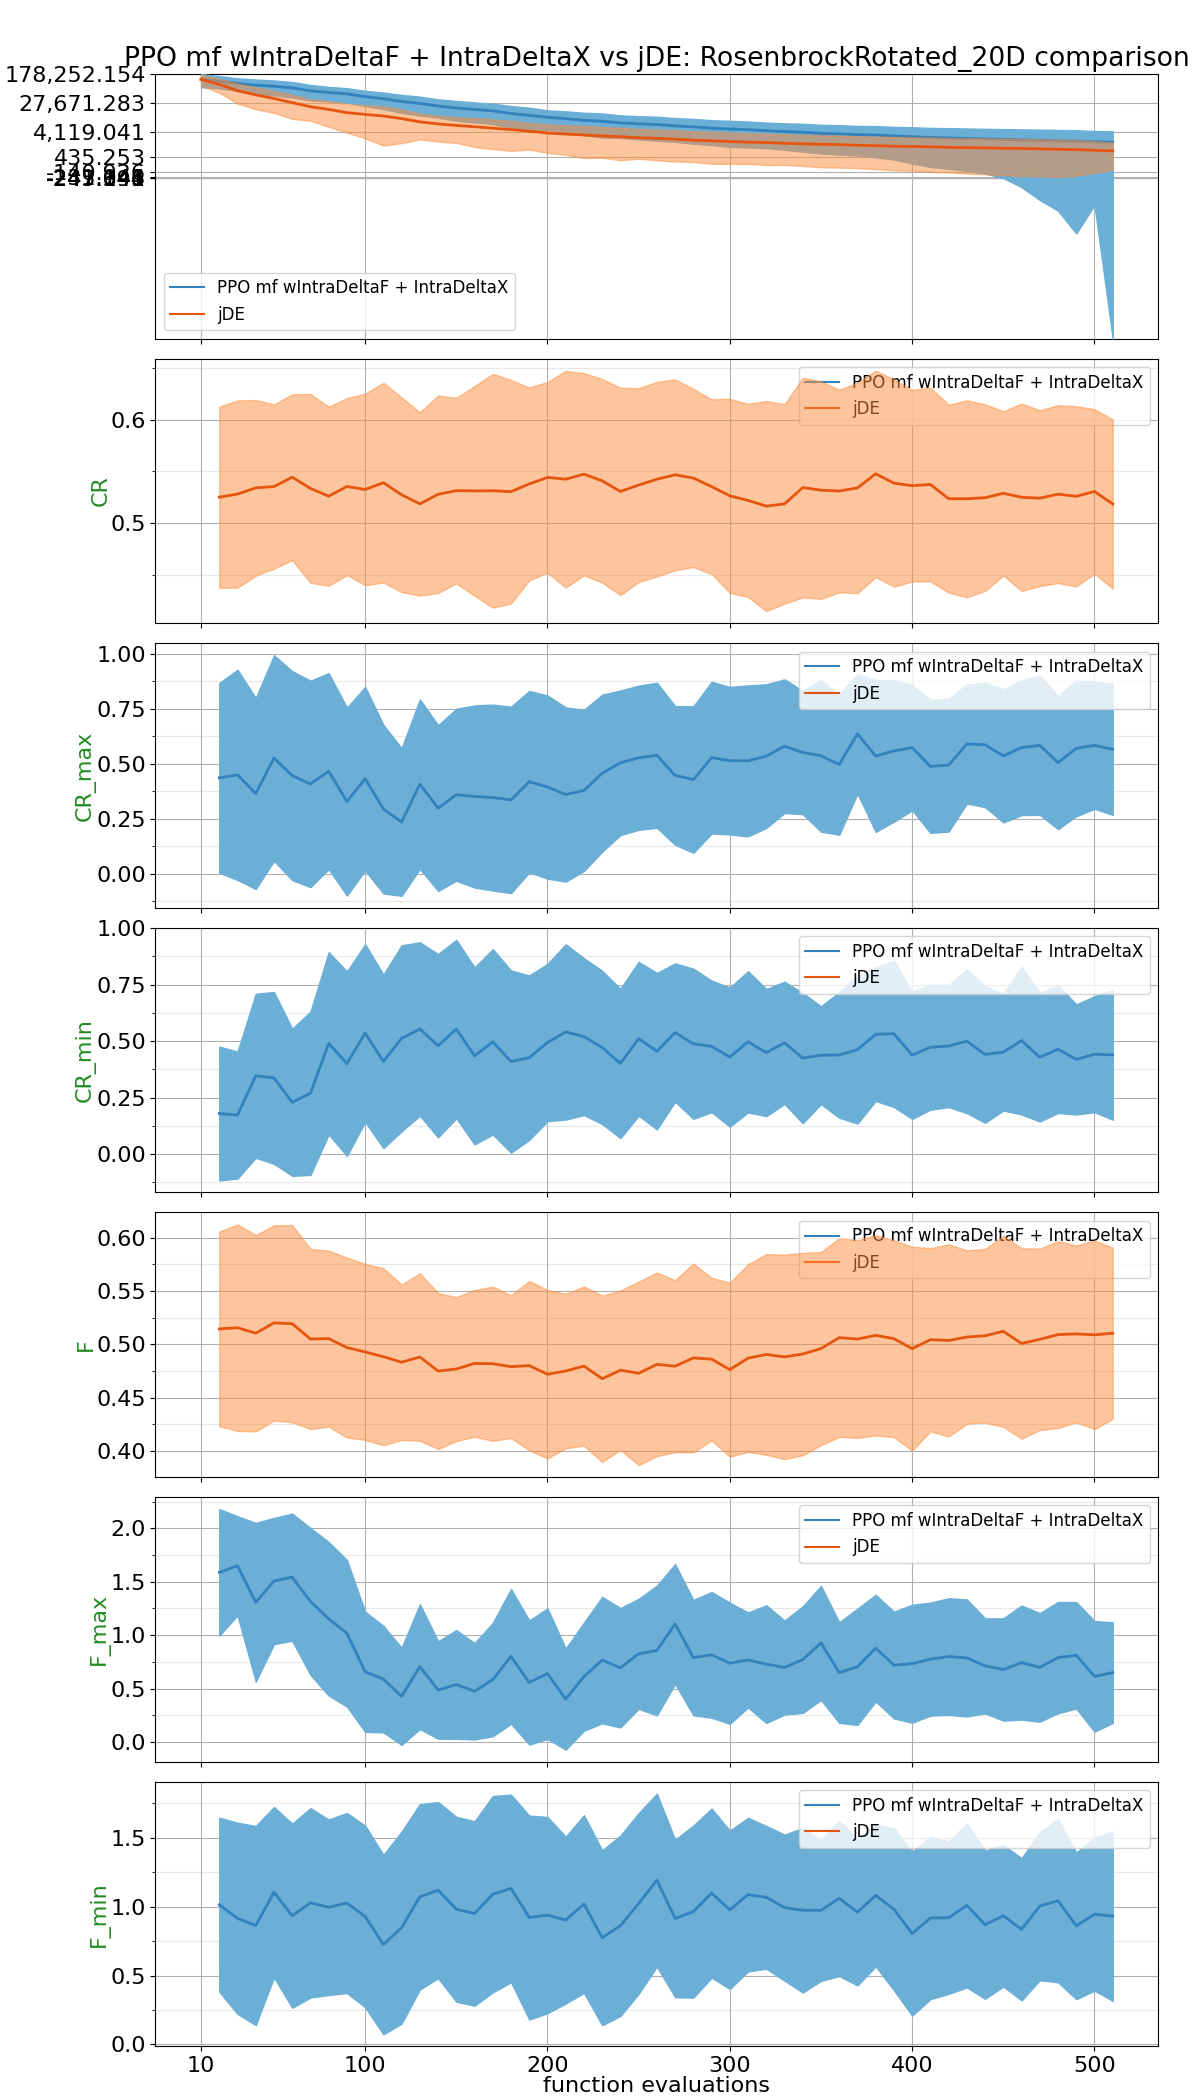 PPO mf wIntraDeltaF + IntraDeltaX vs jDE: RosenbrockRotated_20D comparison
178,252.154
27,671.283
4,119.041
435.253
PPO mf wIntraDeltaF + IntraDeltaX
jDE
PPO mf wIntraDeltaF + IntraDeltaX
jDE
0.6
0.5
CR
PPO mf wIntraDeltaF + IntraDeltaX
jDE
1.00
0.75
0.50
0.25
0.00
CR_max
PPO mf wIntraDeltaF + IntraDeltaX
jDE
1.00
0.75
0.50
0.25
0.00
CR_min
PPO mf wIntraDeltaF + IntraDeltaX
jDE
0.60
0.55
0.50
0.45
0.40
F
PPO mf wIntraDeltaF + IntraDeltaX
jDE
2.0
1.5
1.0
0.5
0.0
F_max
PPO mf wIntraDeltaF + IntraDeltaX
jDE
1.5
1.0
0.5
0.0
F_min
10 100 200 300 400 500
function evaluations